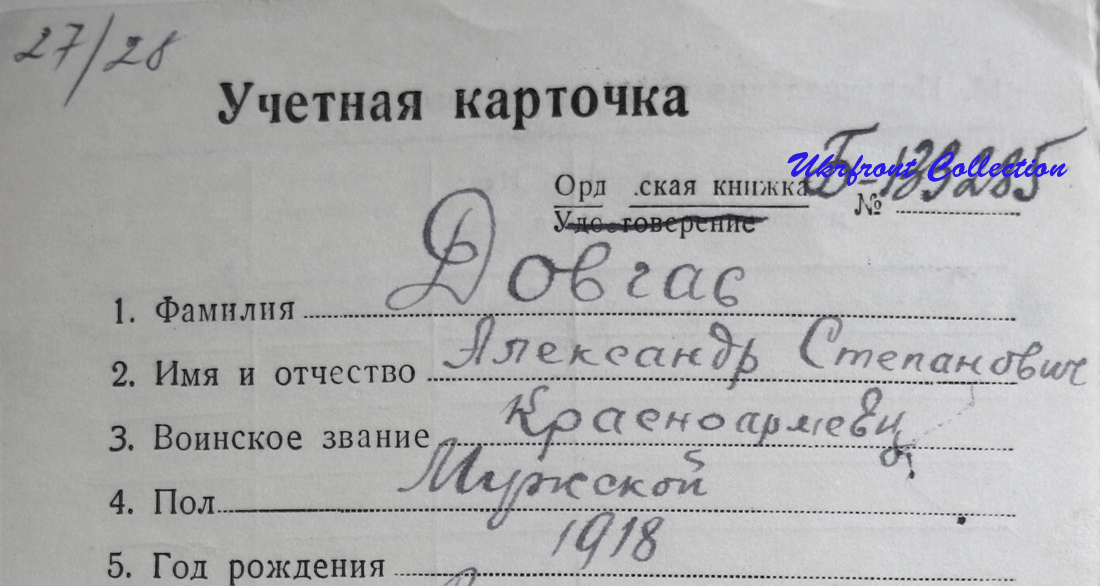 27/28
Учетная карточка
Б-139285
Ukrfront Collection
Орд .ская книжка
Удостоверение №
1. Фамилия Довгас
2. Имя и отчество Александр Степанович
3. Воинское звание Красноармеец
4. Пол Мужской
5. Год рождения 1918